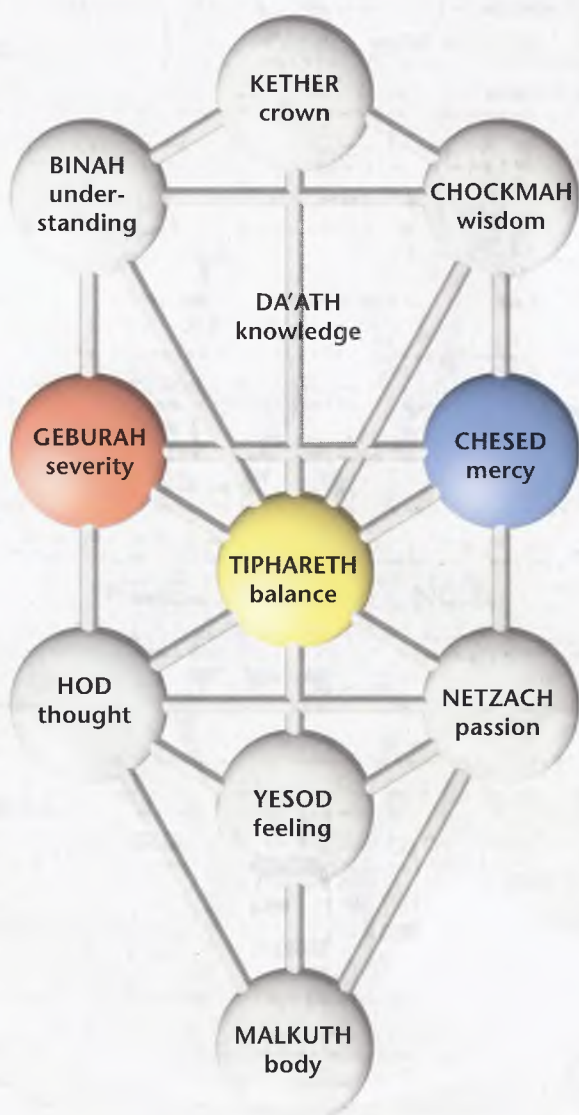 KETHER
crown
BINAH
under-
standing
CHOCKMAH
wisdom
DA'ATH
knowledge
GEBURAH
severity
CHESED
mercy
TIPHARETH
balance
HOD
thought
NETZACH
passion
YESOD
feeling
MALKUTH
body